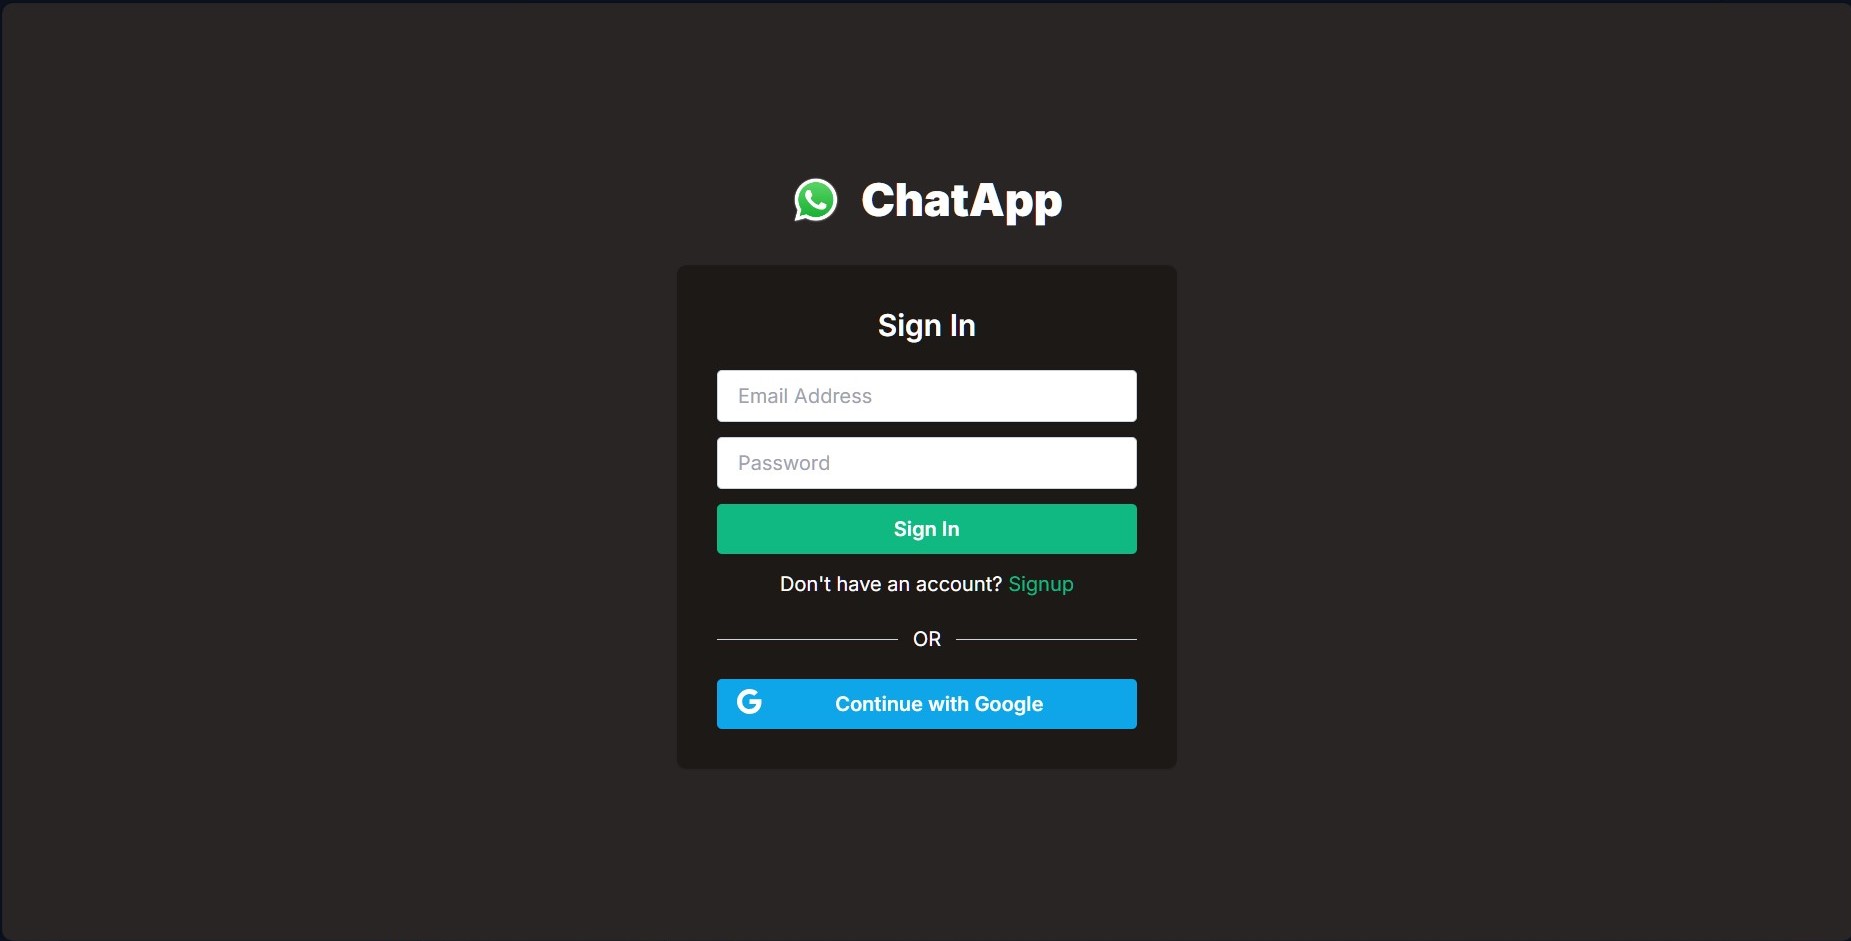 ChatApp
Sign In
Email Address
Password
Sign In
Don't have an account? Signup
OR
Continue with Google